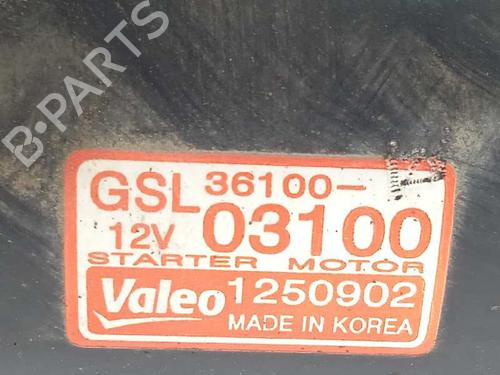 B-PARTS
GSL 36100-
12V 03100
STARTER MOTOR
Valeo 1250902
MADE IN KOREA